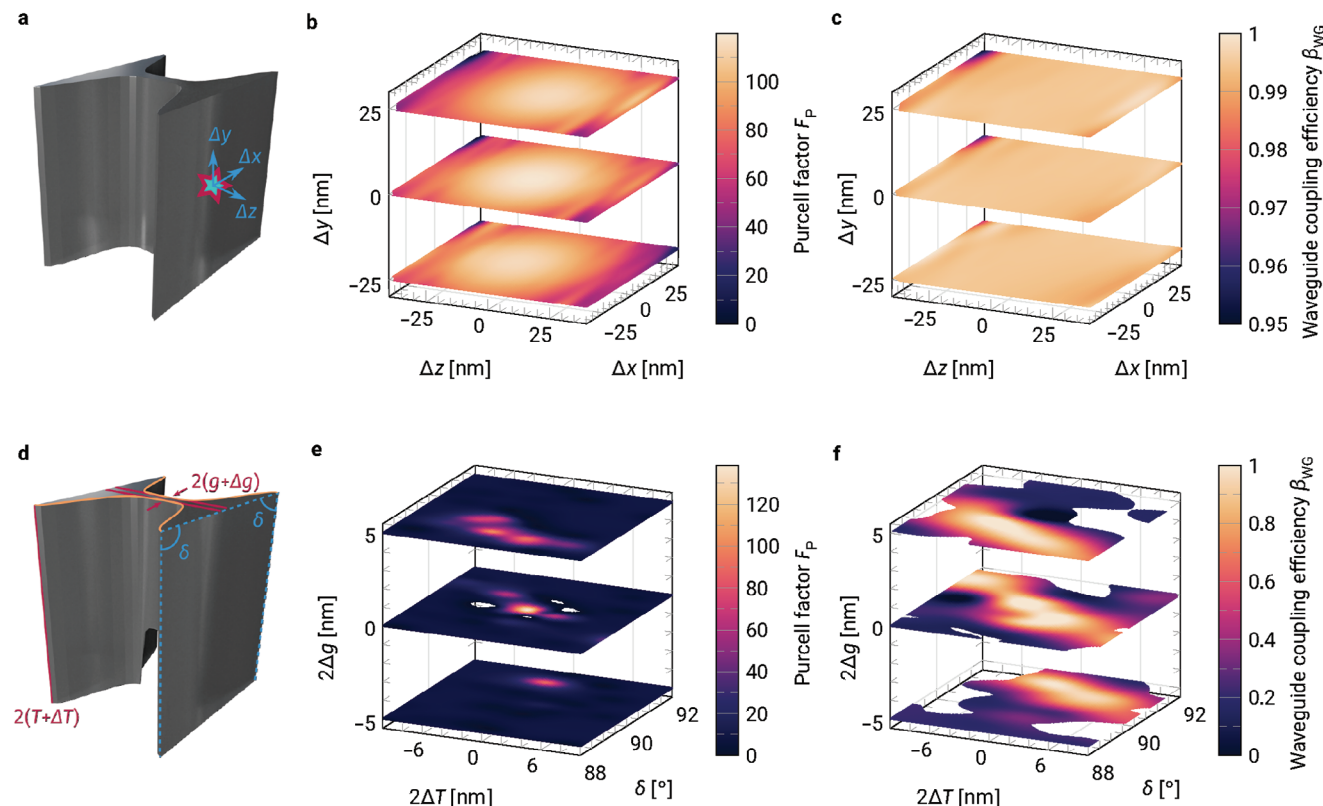 a
Δy
Δx
Δz
b
25
0
−25
Δy [nm]
−25
0
25
Δz [nm]
−25
0
25
Δx [nm]
100
80
60
40
20
0
Purcell factor F_P
c
25
0
−25
Δy [nm]
−25
0
25
Δz [nm]
−25
0
25
Δx [nm]
1
0.99
0.98
0.97
0.96
0.95
Waveguide coupling efficiency β_WG
d
2(g+Δg)
δ
δ
2(T+ΔT)
e
5
0
−5
2Δg [nm]
−6
0
6
2ΔT [nm]
88
90
92
δ [°]
120
100
80
60
40
20
0
Purcell factor F_P
f
5
0
−5
2Δg [nm]
−6
0
6
2ΔT [nm]
88
90
92
δ [°]
1
0.8
0.6
0.4
0.2
0
Waveguide coupling efficiency β_WG